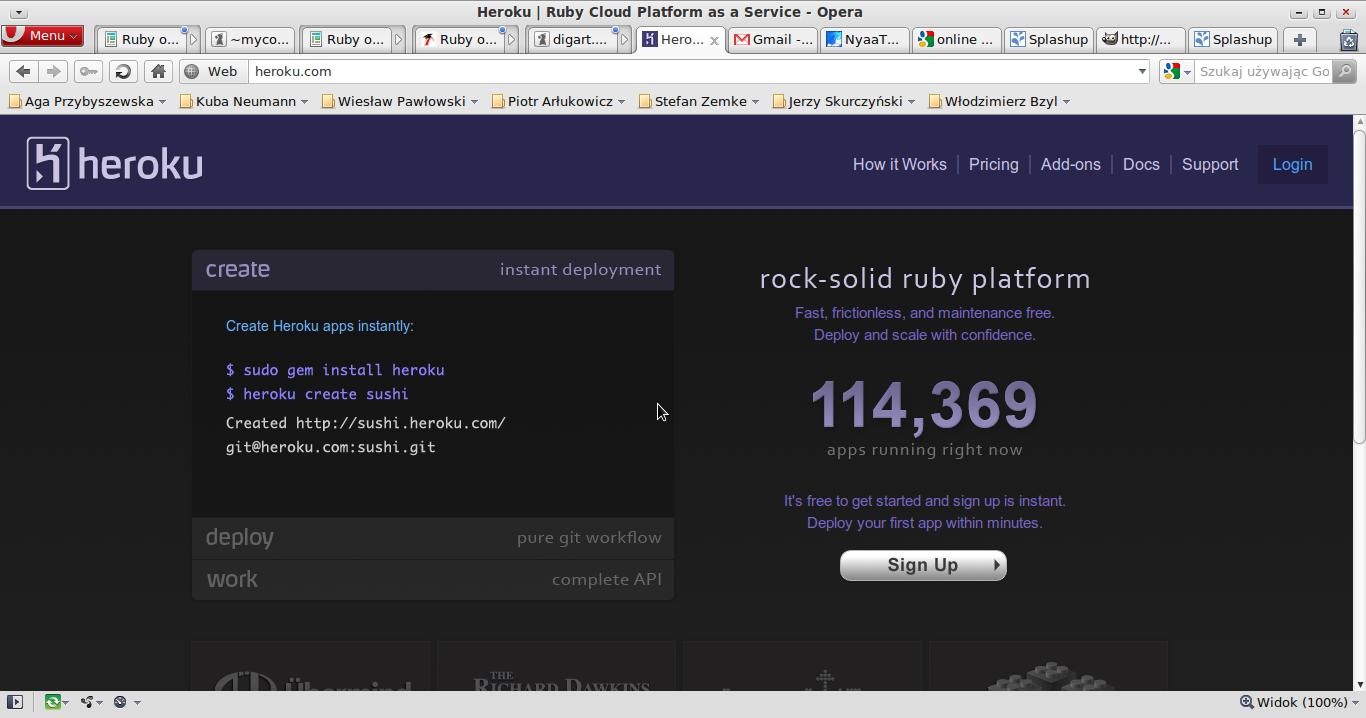 Heroku | Ruby Cloud Platform as a Service - Opera
Menu
Ruby o...
~myco...
Ruby o...
Ruby o...
digart....
Hero...
Gmail -...
NyaaT...
online ...
Splashup
http://...
Splashup
Web
heroku.com
Szukaj używając Go
Aga Przybyszewska
Kuba Neumann
Wiesław Pawłowski
Piotr Arłukowicz
Stefan Zemke
Jerzy Skurczyński
Włodzimierz Bzyl
heroku
How it Works
Pricing
Add-ons
Docs
Support
Login
create
instant deployment
Create Heroku apps instantly:
$ sudo gem install heroku
$ heroku create sushi
Created http://sushi.heroku.com/
git@heroku.com:sushi.git
deploy
pure git workflow
work
complete API
rock-solid ruby platform
Fast, frictionless, and maintenance free.
Deploy and scale with confidence.
114,369
apps running right now
It's free to get started and sign up is instant.
Deploy your first app within minutes.
Sign Up
Übermind
THE
RICHARD DAWKINS
Widok (100%)